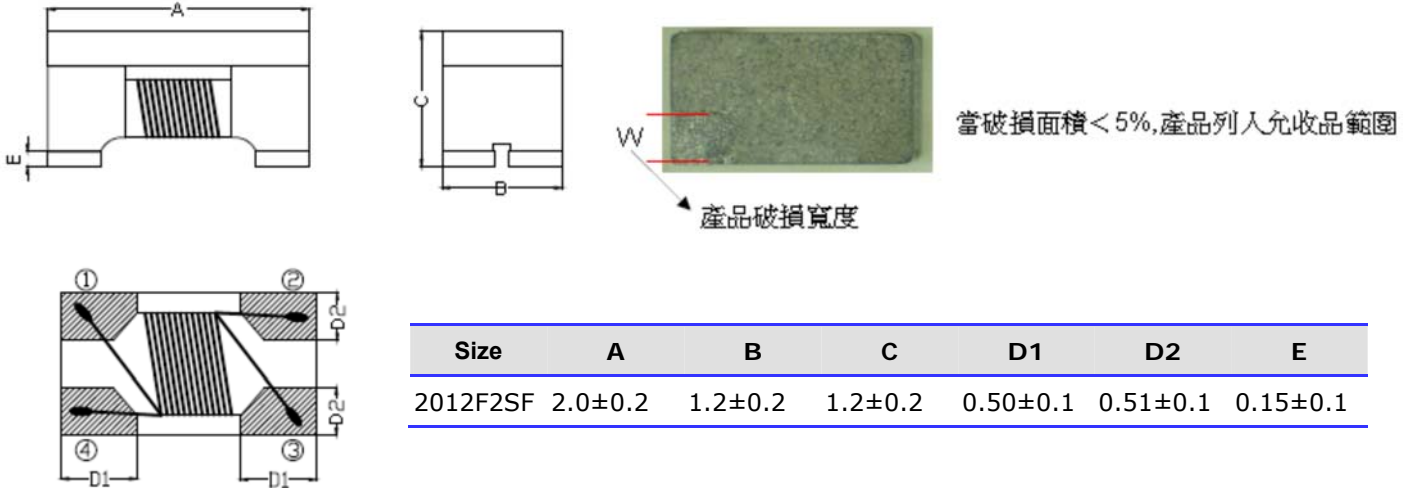 A
E
C
B
W
產品破損寬度
當破損面積＜5%,產品列入允收品範圍
① ②
④ ③
D2
D2
D1 D1
Size A B C D1 D2 E
2012F2SF 2.0±0.2 1.2±0.2 1.2±0.2 0.50±0.1 0.51±0.1 0.15±0.1